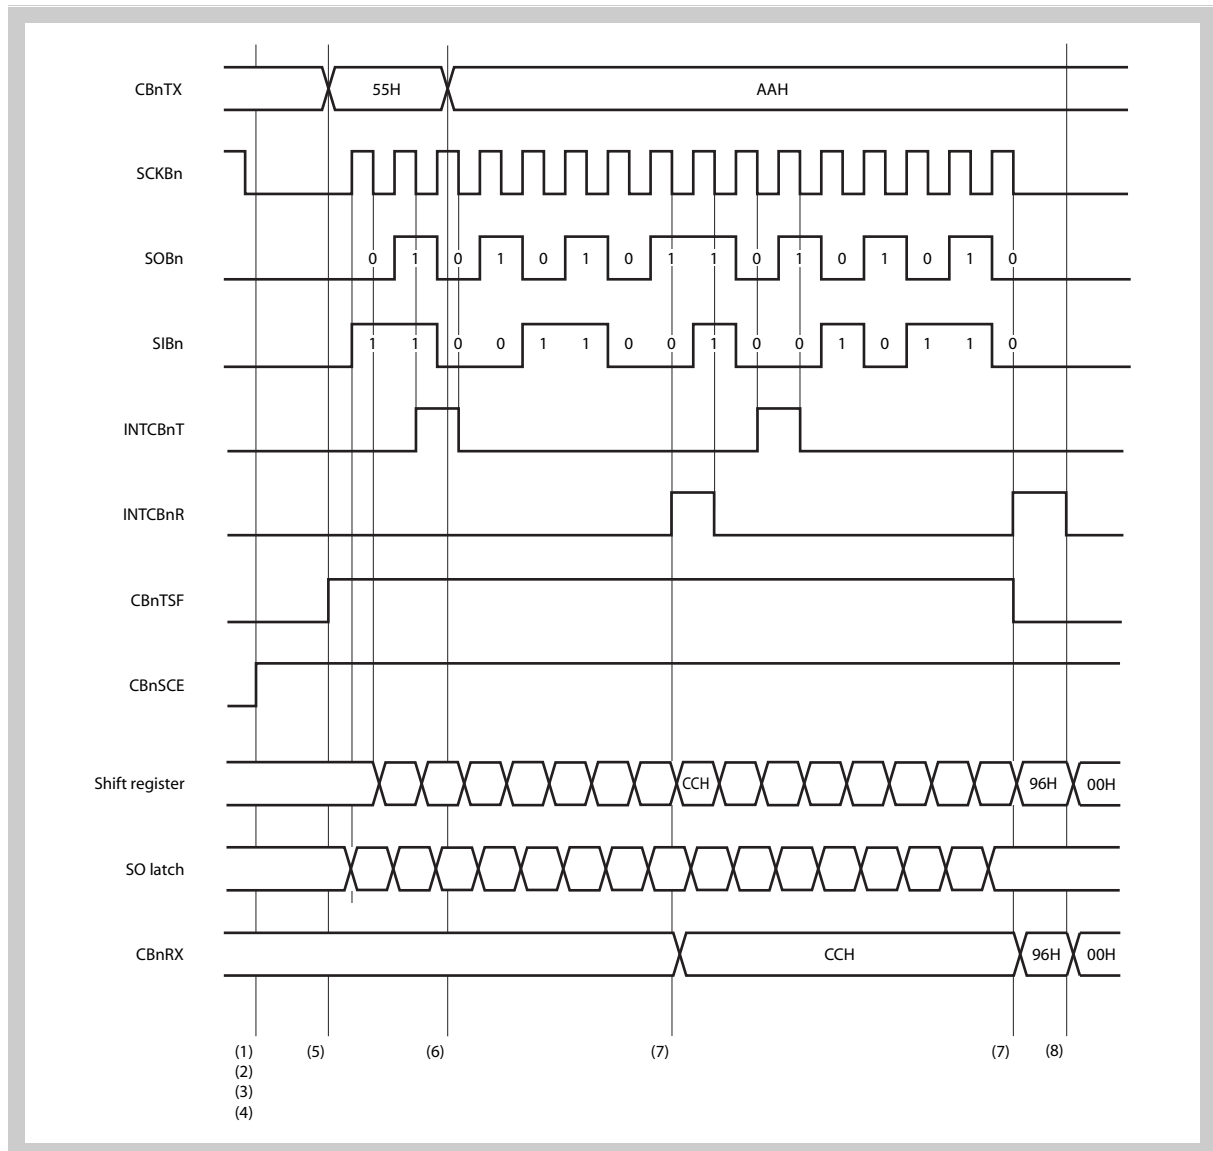 CBnTX 55H AAH
SCKBn
SOBn 0 1 0 1 0 1 0 1 1 0 1 0 1 0 1 0
SIBn 1 1 0 0 1 1 0 0 1 0 0 1 0 1 1 0
INTCBnT
INTCBnR
CBnTSF
CBnSCE
Shift register CCH 96H 00H
SO latch
CBnRX CCH 96H 00H
(1) (5) (6) (7) (7) (8)
(2)
(3)
(4)